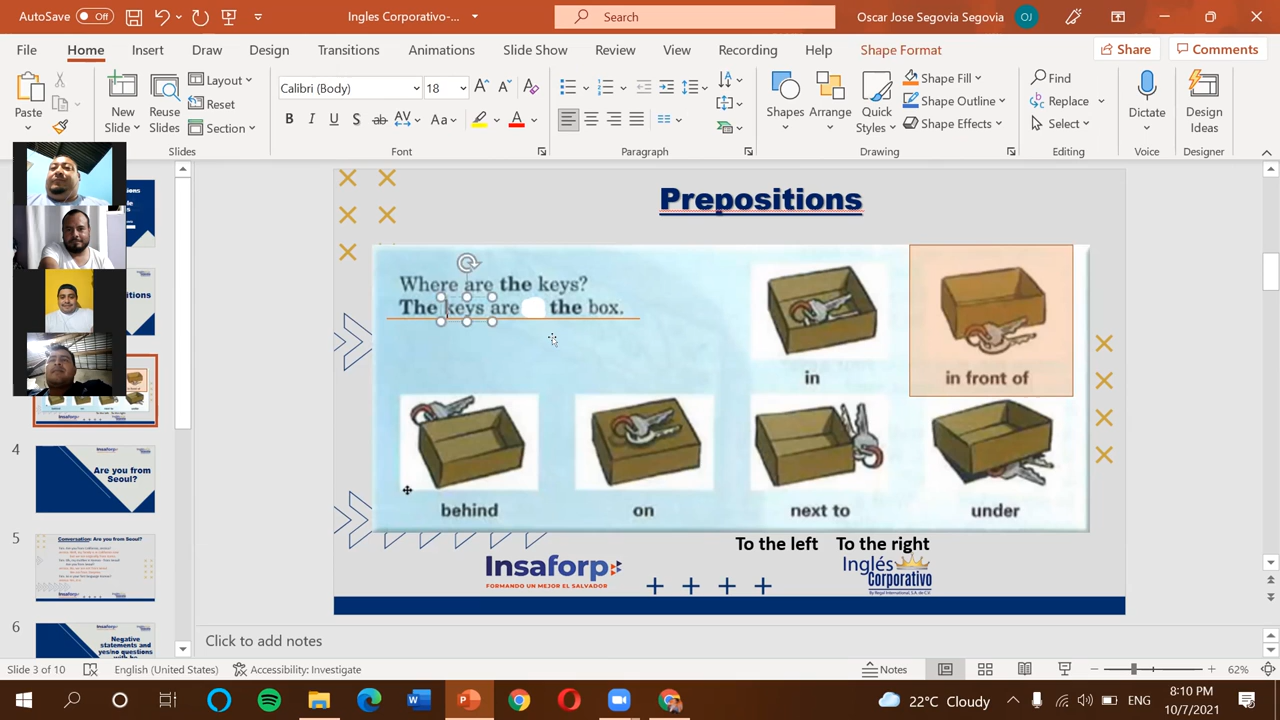 AutoSave Off Ingles Corporativo-... Search Oscar Jose Segovia Segovia OJ
File Home Insert Draw Design Transitions Animations Slide Show Review View Recording Help Shape Format Share Comments
Paste New Slide Reuse Slides Layout Reset Section Calibri (Body) 18 Shapes Arrange Quick Styles Shape Fill Shape Outline Shape Effects Find Replace Select Dictate Design Ideas
Slides Font Paragraph Drawing Editing Voice Designer
Prepositions
Where are the keys?
The keys are the box.
in
in front of
behind
on
next to
under
To the left To the right
Insaforp
FORMANDO UN MEJOR EL SALVADOR
Inglés
Corporativo
By Regal International, S.A. de C.V.
4
Are you from
Seoul?
5
Conversation: Are you from Seoul?
6
Negative
statements and
yes/no questions
Click to add notes
Slide 3 of 10 English (United States) Accessibility: Investigate Notes 62%
22°C Cloudy ENG 8:10 PM
10/7/2021